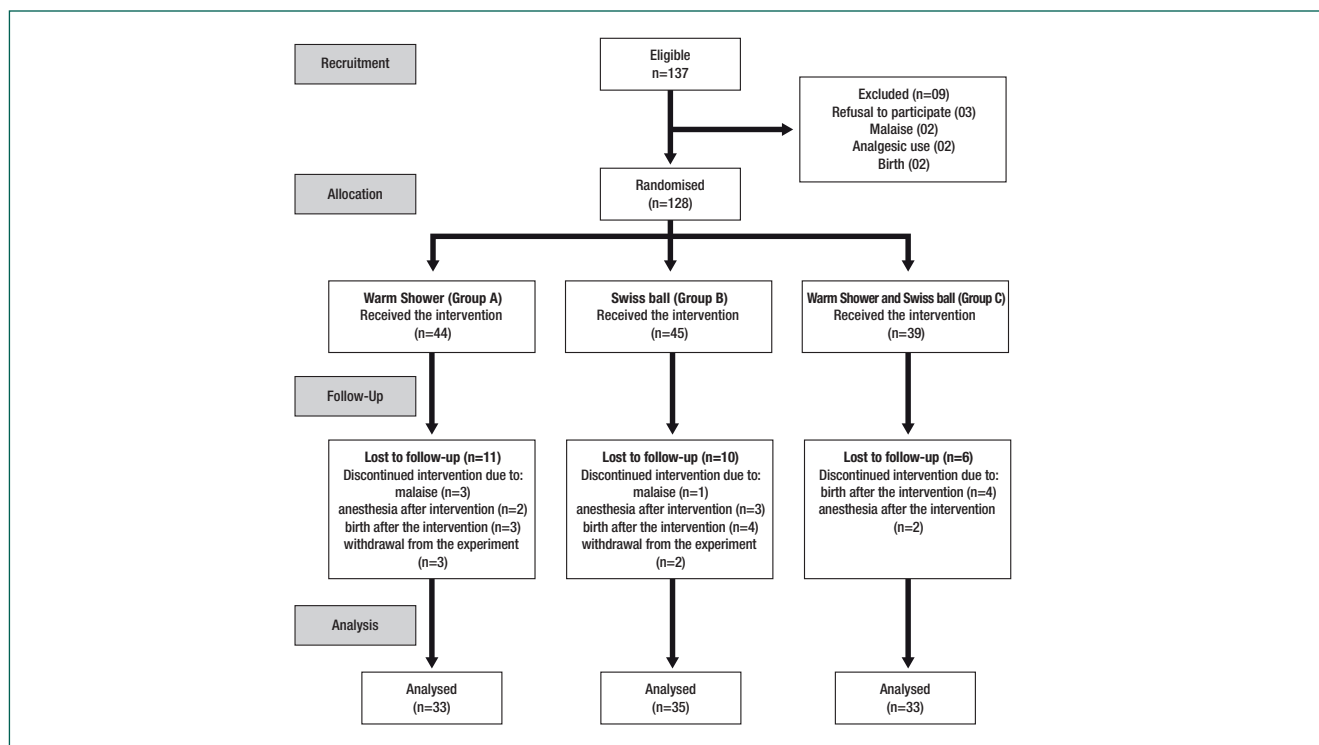 Recruitment
Eligible
n=137
Excluded (n=09)
Refusal to participate (03)
Malaise (02)
Analgesic use (02)
Birth (02)
Allocation
Randomised
(n=128)
Warm Shower (Group A)
Received the intervention
(n=44)
Swiss ball (Group B)
Received the intervention
(n=45)
Warm Shower and Swiss ball (Group C)
Received the intervention
(n=39)
Follow-Up
Lost to follow-up (n=11)
Discontinued intervention due to:
malaise (n=3)
anesthesia after intervention (n=2)
birth after the intervention (n=3)
withdrawal from the experiment
(n=3)
Lost to follow-up (n=10)
Discontinued intervention due to:
malaise (n=1)
anesthesia after intervention (n=3)
birth after the intervention (n=4)
withdrawal from the experiment
(n=2)
Lost to follow-up (n=6)
Discontinued intervention due to:
birth after the intervention (n=4)
anesthesia after the intervention
(n=2)
Analysis
Analysed
(n=33)
Analysed
(n=35)
Analysed
(n=33)